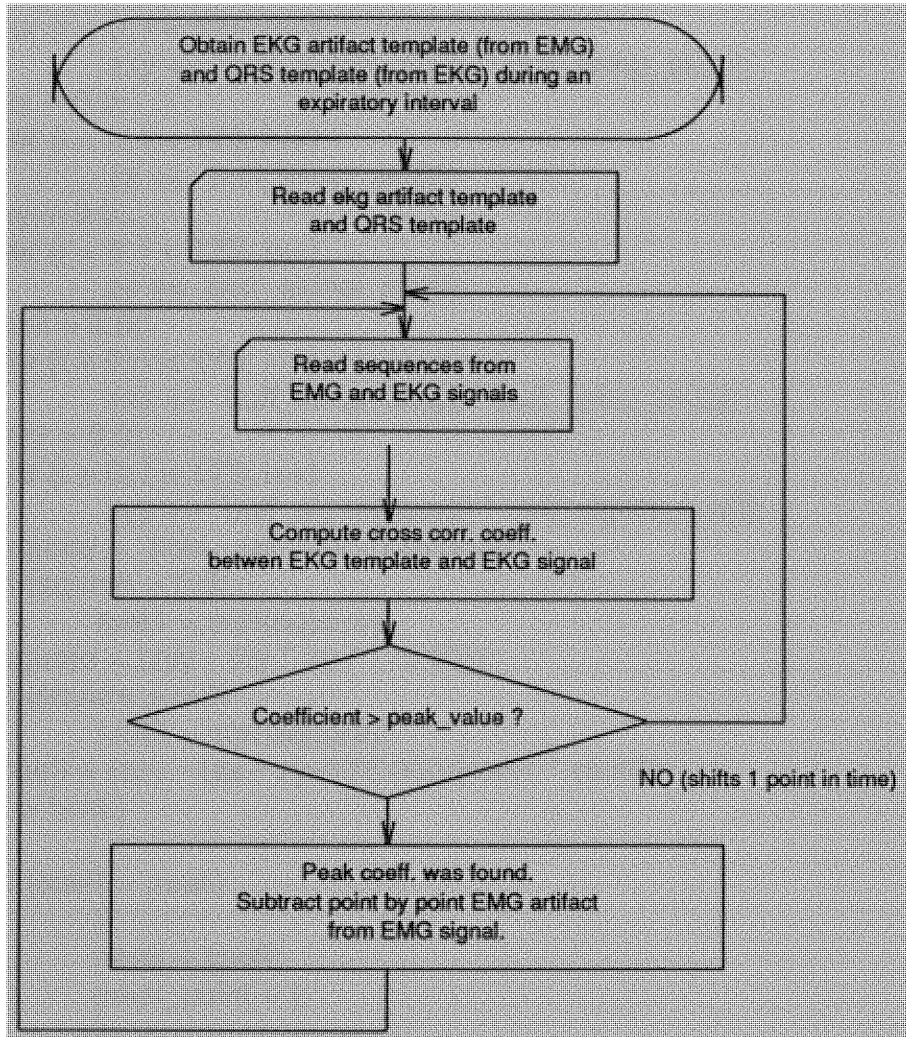 Obtain EKG artifact template (from EMG)
and QRS template (from EKG) during an
expiratory interval
Read ekg artifact template
and QRS template
Read sequences from
EMG and EKG signals
Compute cross corr. coeff.
betwen EKG template and EKG signal
Coefficient > peak_value ?
NO (shifts 1 point in time)
Peak coeff. was found.
Subtract point by point EMG artifact
from EMG signal.